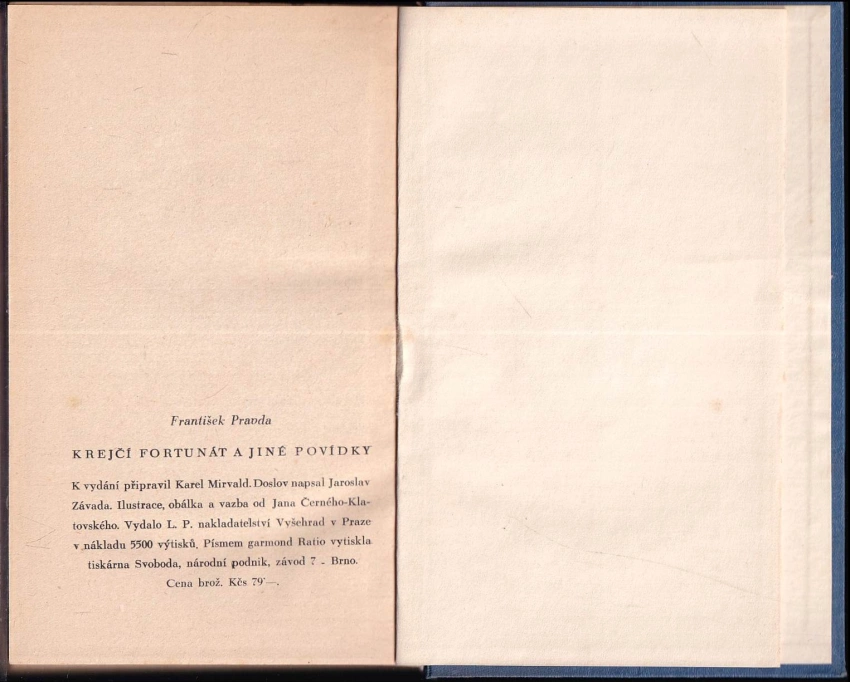 František Pravda
KREJČÍ FORTUNÁT A JINÉ POVÍDKY
K vydání připravil Karel Mirvald. Doslov napsal Jaroslav
Závada. Ilustrace, obálka a vazba od Jana Černého-Kla-
tovského. Vydalo L. P. nakladatelství Vyšehrad v Praze
v nákladu 5500 výtisků. Písmem garmond Ratio vytiskla
tiskárna Svoboda, národní podnik, závod 7 - Brno.
Cena brož. Kčs 79·—.